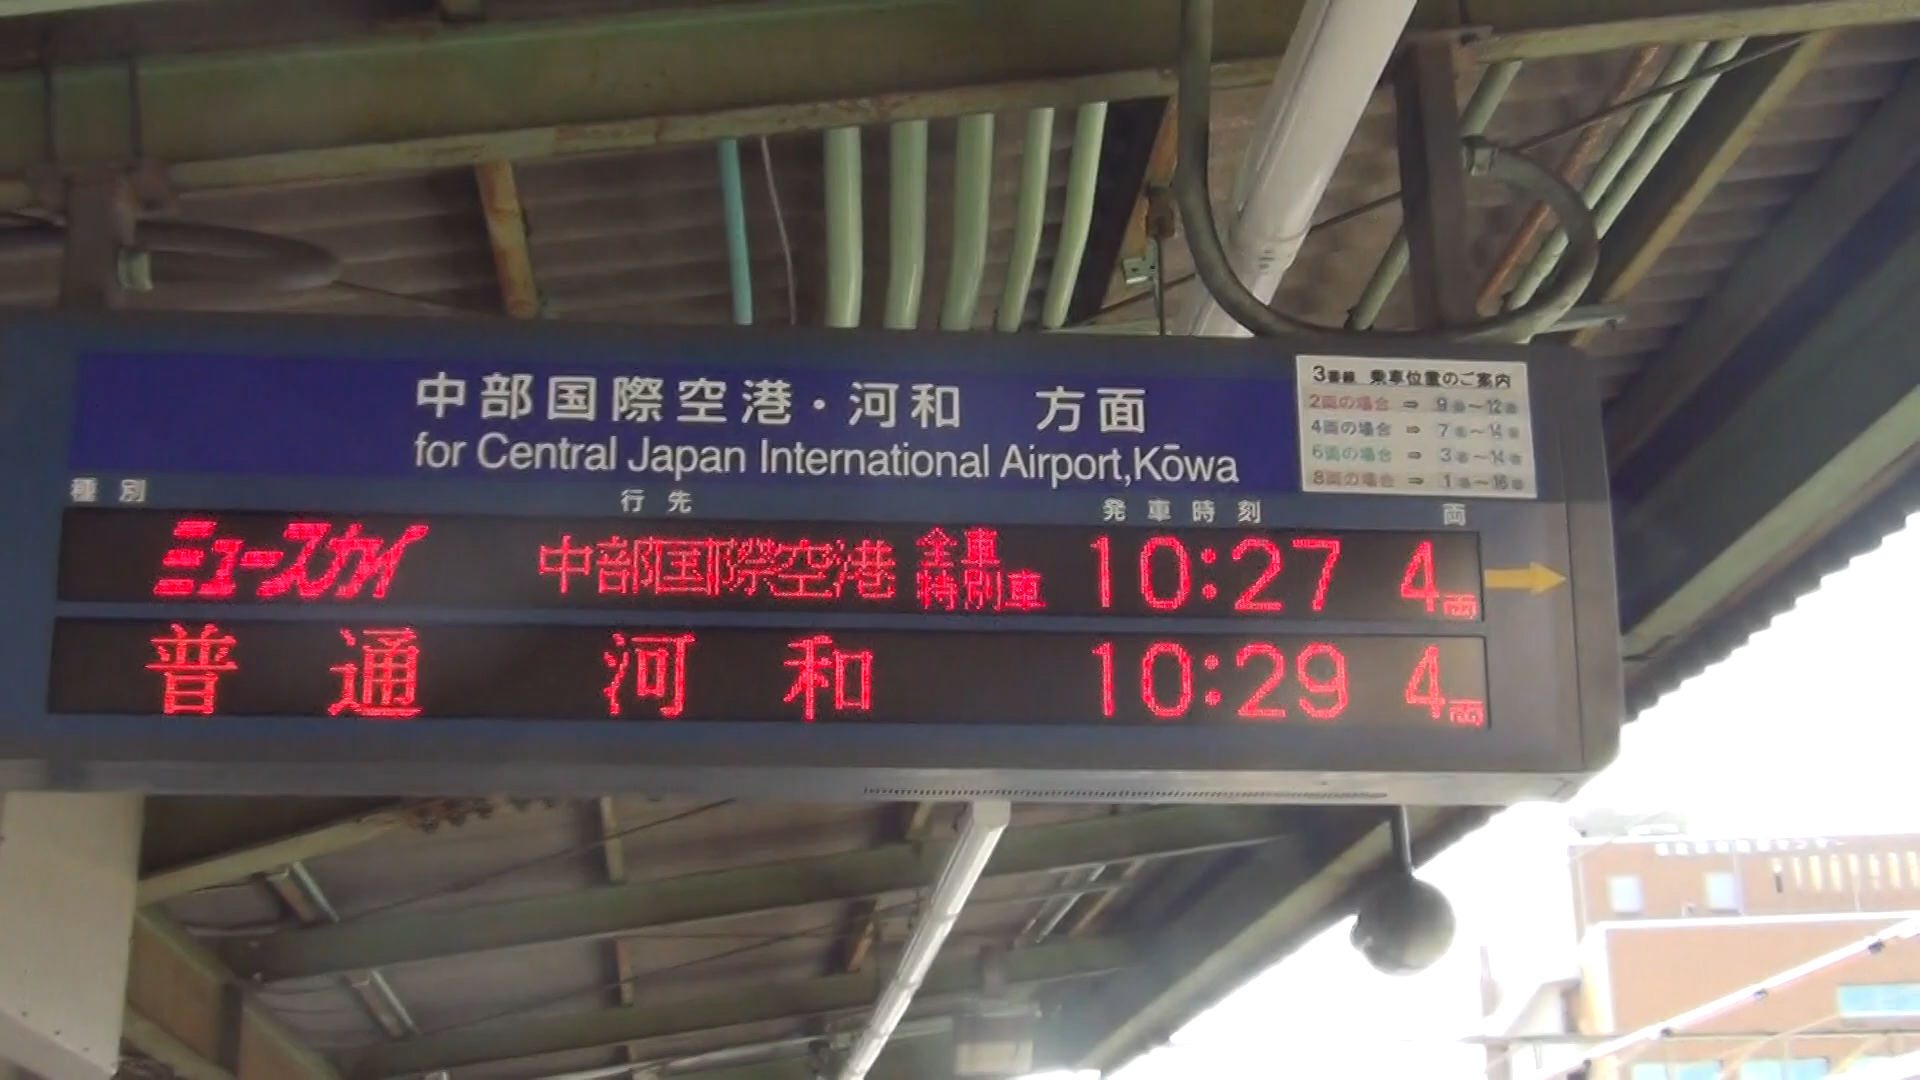 中部国際空港・河和 方面
for Central Japan International Airport,Kōwa
3番線 乗車位置のご案内
2両の場合 ⇒ 9番～12番
4両の場合 ⇒ 7番～14番
6両の場合 ⇒ 3番～14番
8両の場合 ⇒ 1番～16番
種別 行先 発車時刻 両
ミュースカイ 中部国際空港 全車特別車 10:27 4両
普通 河和 10:29 4両